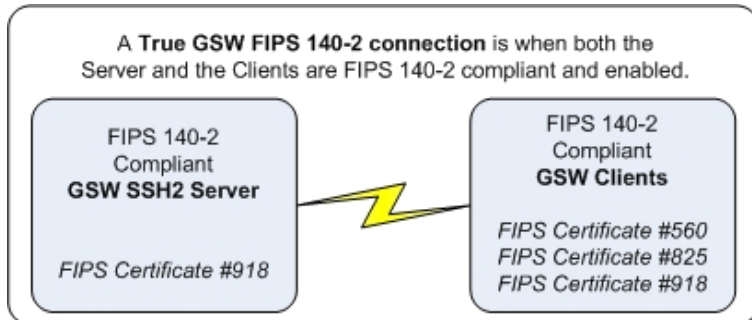 A True GSW FIPS 140-2 connection is when both the
Server and the Clients are FIPS 140-2 compliant and enabled.
FIPS 140-2
Compliant
GSW SSH2 Server
FIPS Certificate #918
FIPS 140-2
Compliant
GSW Clients
FIPS Certificate #560
FIPS Certificate #825
FIPS Certificate #918